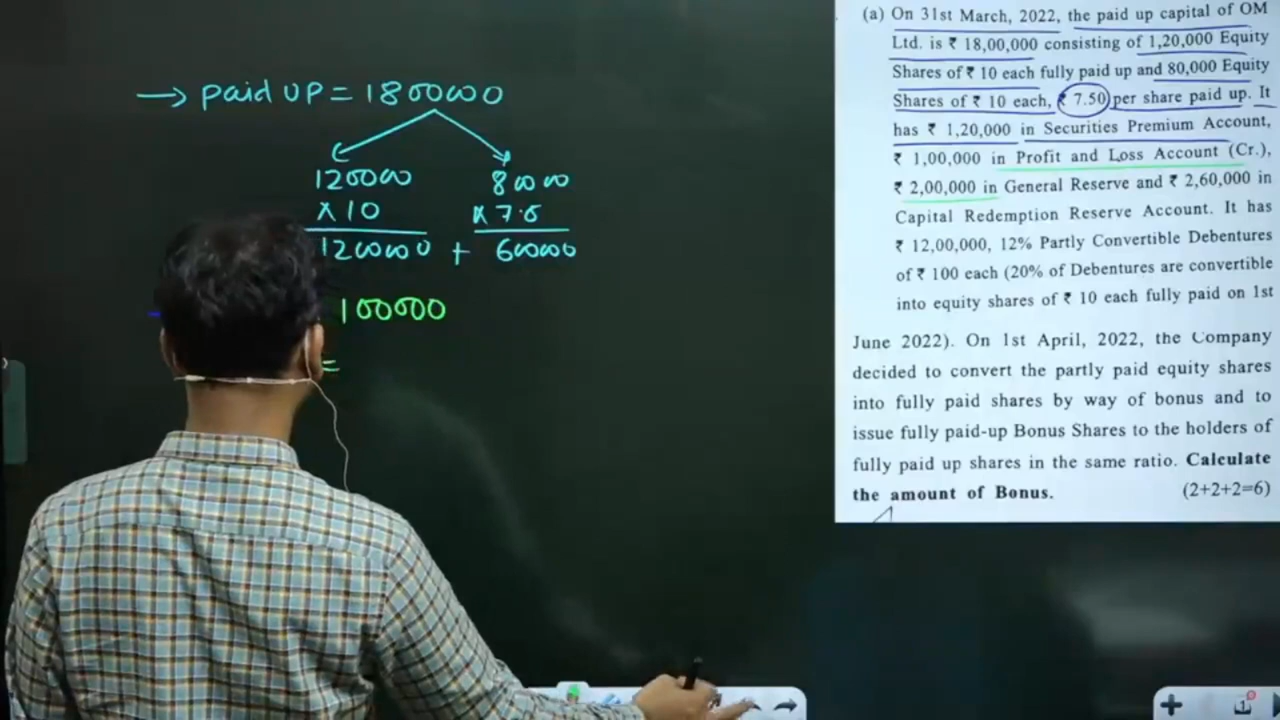 → paid up = 1800000
120000
80000
× 10
× 7.5
1200000 + 600000
100000
=
(a) On 31st March, 2022, the paid up capital of OM
Ltd. is ₹ 18,00,000 consisting of 1,20,000 Equity
Shares of ₹ 10 each fully paid up and 80,000 Equity
Shares of ₹ 10 each, ₹ 7.50 per share paid up. It
has ₹ 1,20,000 in Securities Premium Account,
₹ 1,00,000 in Profit and Loss Account (Cr.),
₹ 2,00,000 in General Reserve and ₹ 2,60,000 in
Capital Redemption Reserve Account. It has
₹ 12,00,000, 12% Partly Convertible Debentures
of ₹ 100 each (20% of Debentures are convertible
into equity shares of ₹ 10 each fully paid on 1st
June 2022). On 1st April, 2022, the Company
decided to convert the partly paid equity shares
into fully paid shares by way of bonus and to
issue fully paid-up Bonus Shares to the holders of
fully paid up shares in the same ratio. Calculate
the amount of Bonus. (2+2+2=6)
1